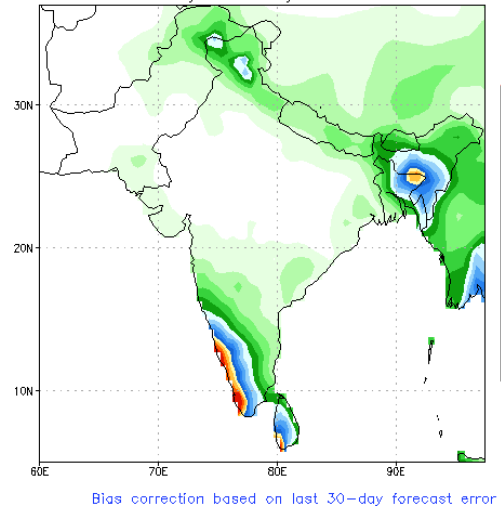 30N
20N
10N
60E 70E 80E 90E
Bias correction based on last 30-day forecast error